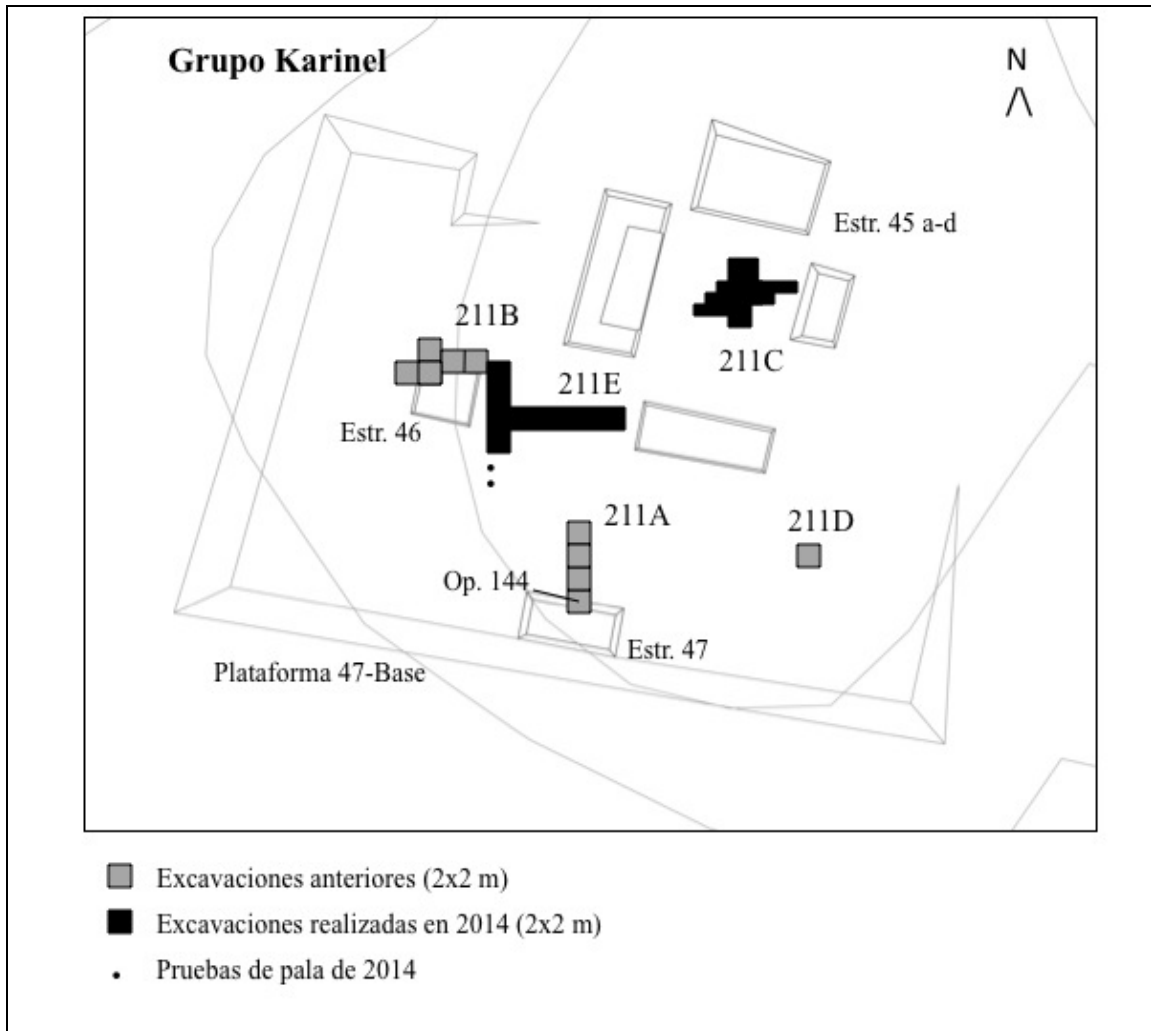 Grupo Karinel
N
Estr. 45 a-d
211B
211C
211E
Estr. 46
211A
211D
Op. 144
Estr. 47
Plataforma 47-Base
Excavaciones anteriores (2x2 m)
Excavaciones realizadas en 2014 (2x2 m)
Pruebas de pala de 2014